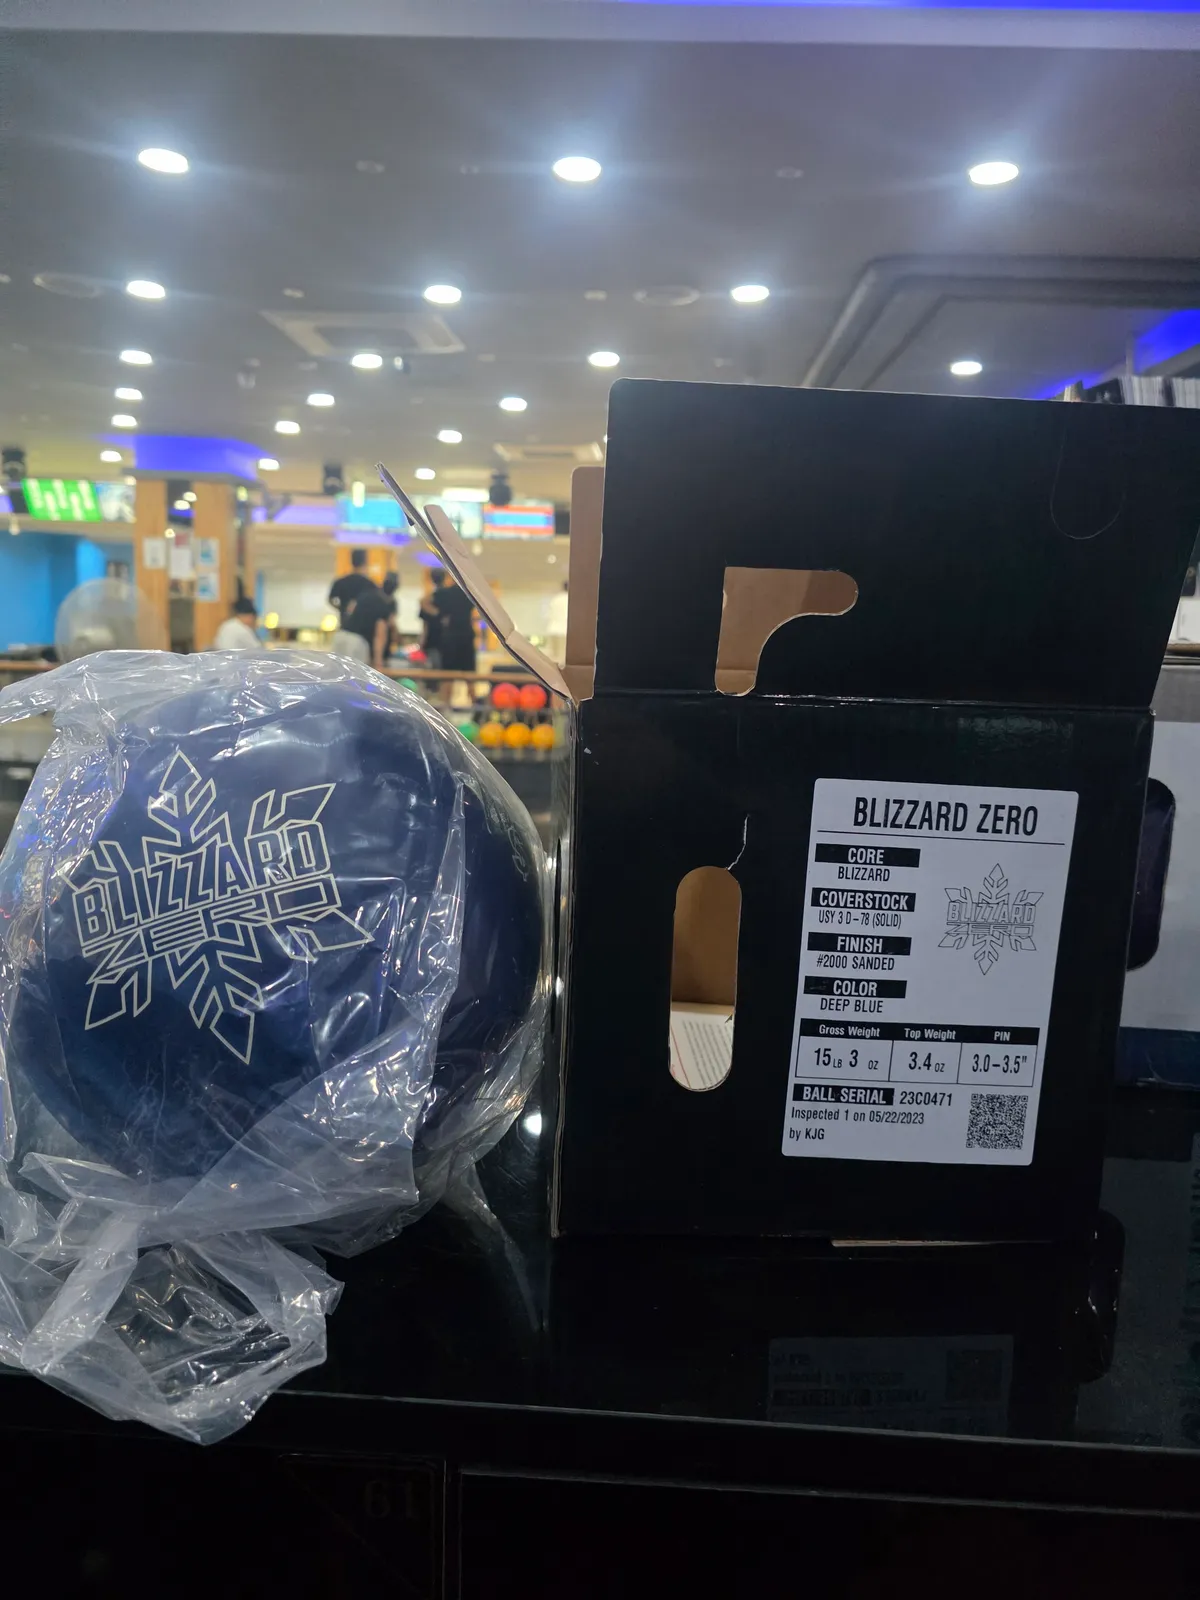 BLIZZARD
ZERO
BLIZZARD ZERO
CORE
BLIZZARD
COVERSTOCK
USY 3 D-78 (SOLID)
FINISH
#2000 SANDED
COLOR
DEEP BLUE
BLIZZARD
ZERO
Gross Weight Top Weight PIN
15 LB 3 OZ 3.4 OZ 3.0-3.5"
BALL SERIAL 23C0471
Inspected 1 on 05/22/2023
by KJG
19